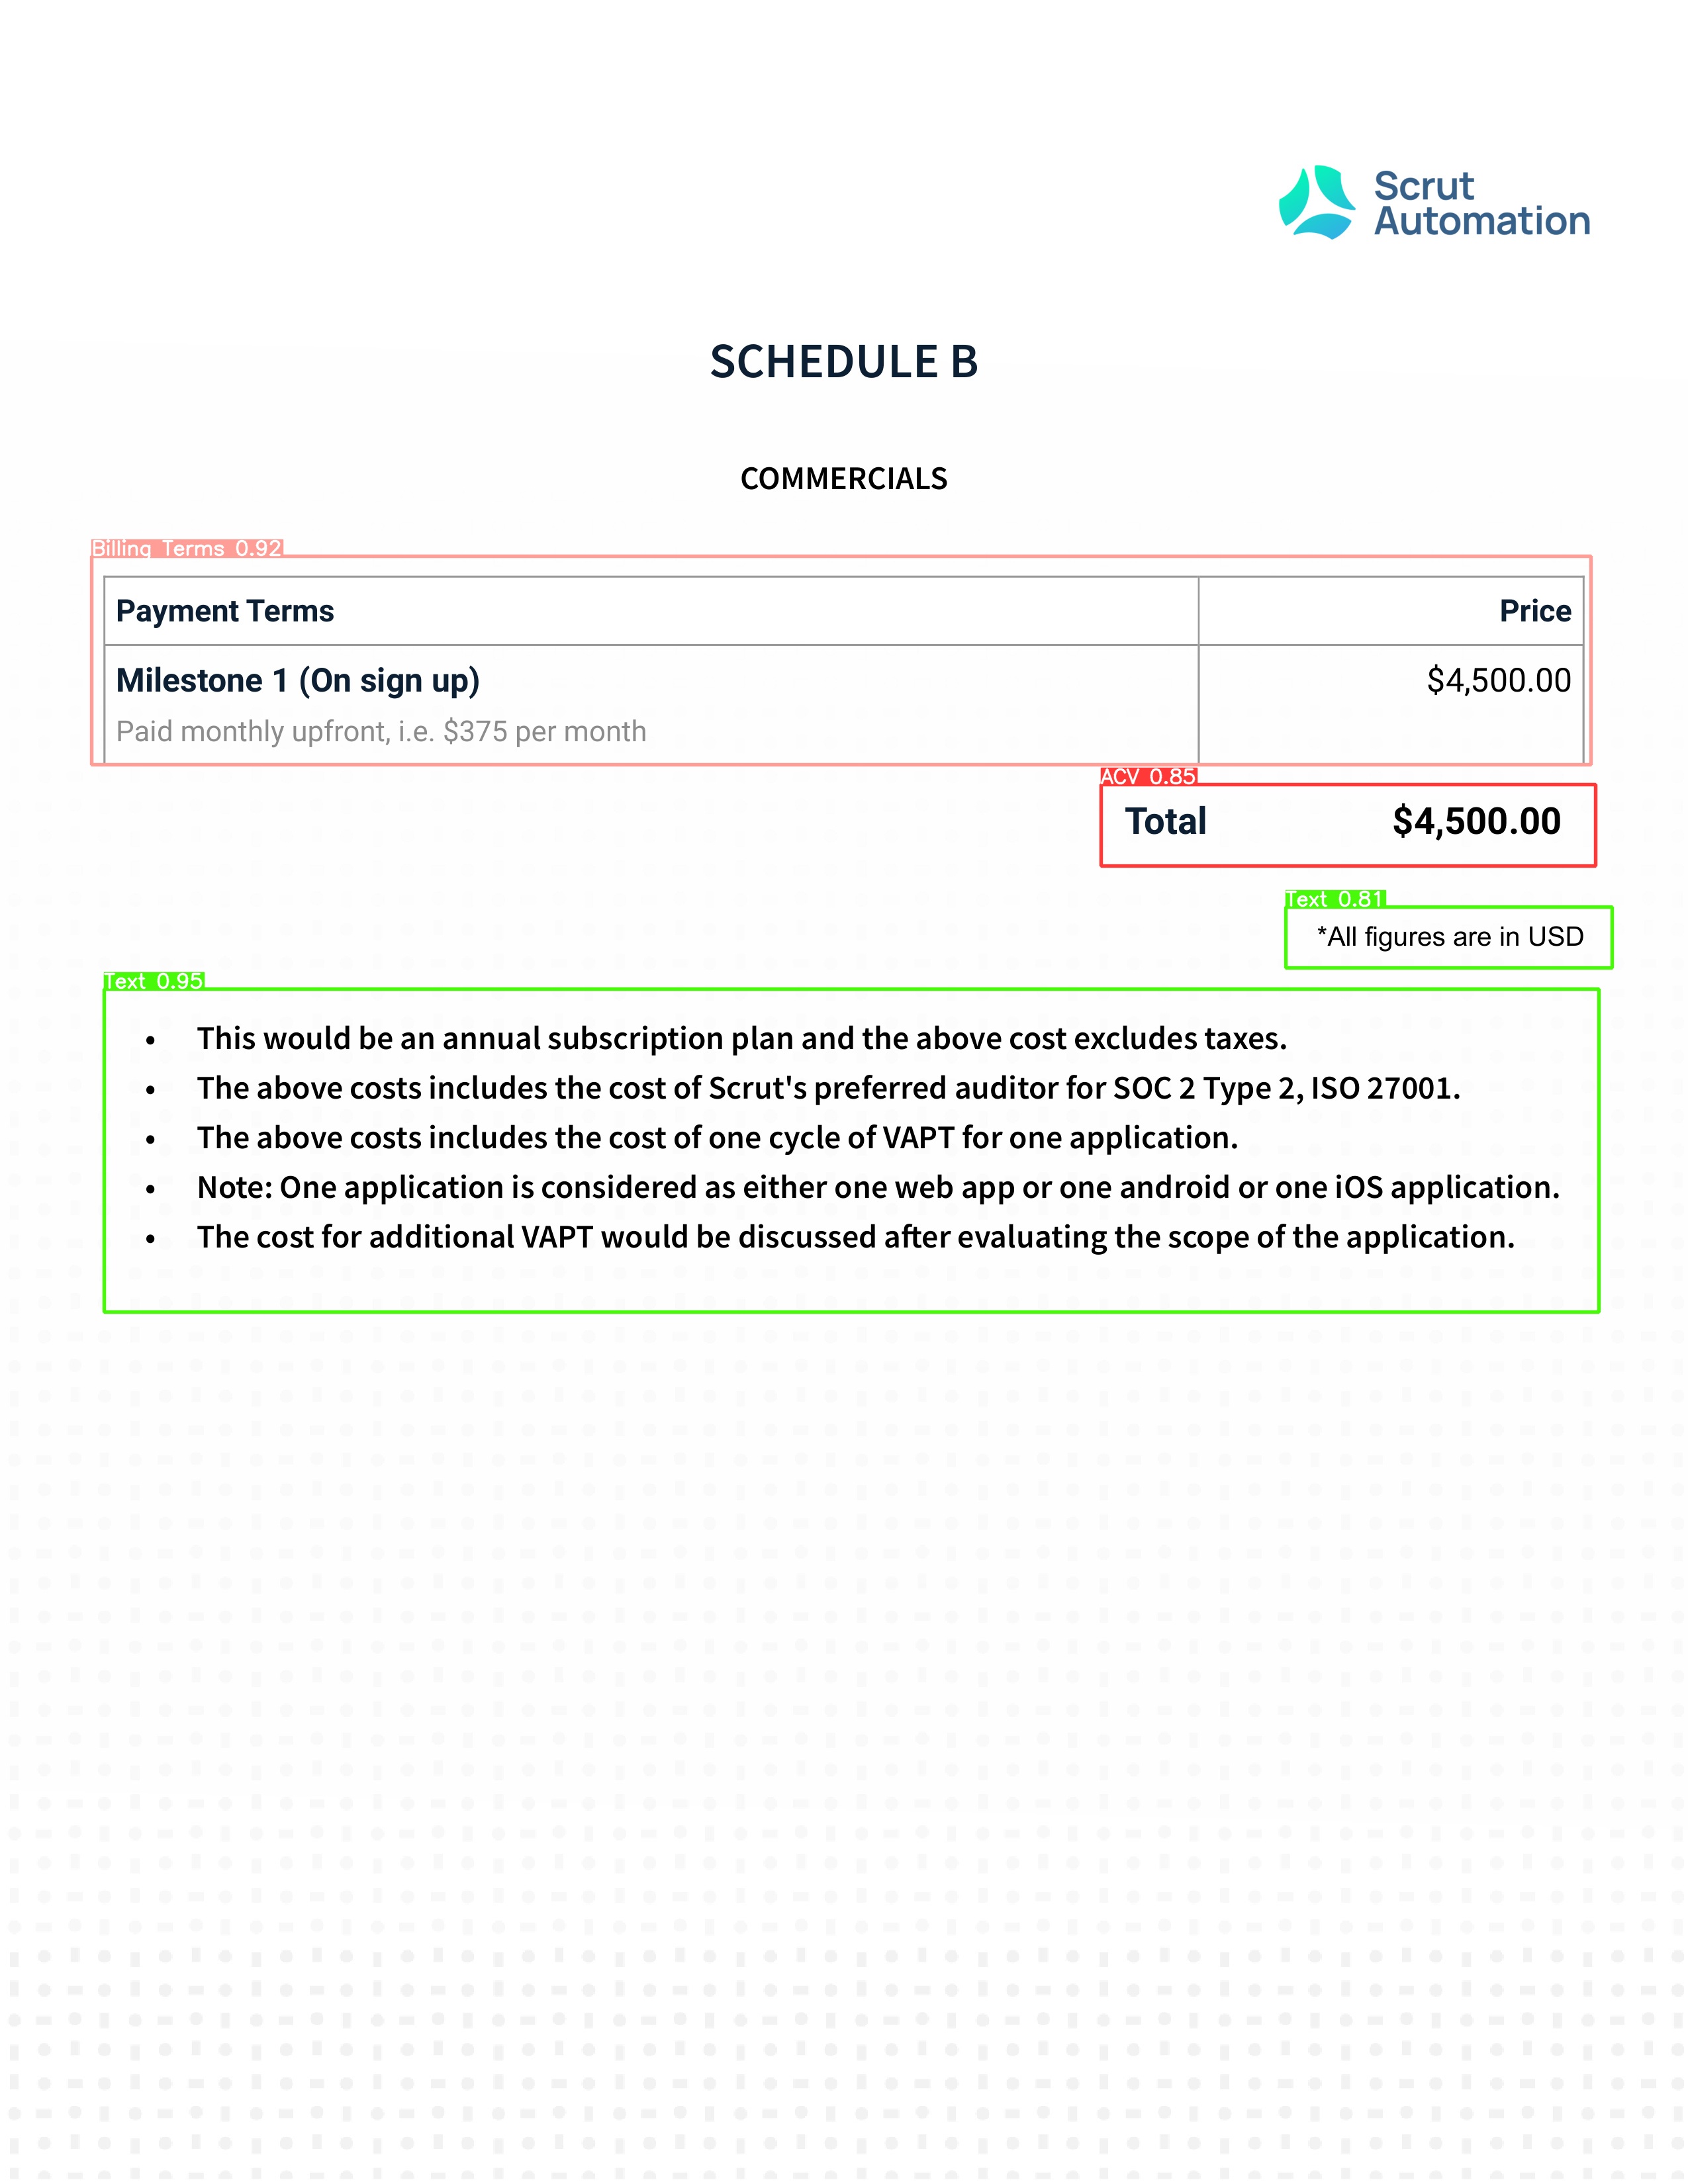 Scrut
Automation
SCHEDULE B
COMMERCIALS
Billing Terms 0.92
Payment Terms Price
Milestone 1 (On sign up) $4,500.00
Paid monthly upfront, i.e. $375 per month
ACV 0.85
Total $4,500.00
Text 0.81
*All figures are in USD
Text 0.95
• This would be an annual subscription plan and the above cost excludes taxes.
• The above costs includes the cost of Scrut's preferred auditor for SOC 2 Type 2, ISO 27001.
• The above costs includes the cost of one cycle of VAPT for one application.
• Note: One application is considered as either one web app or one android or one iOS application.
• The cost for additional VAPT would be discussed after evaluating the scope of the application.